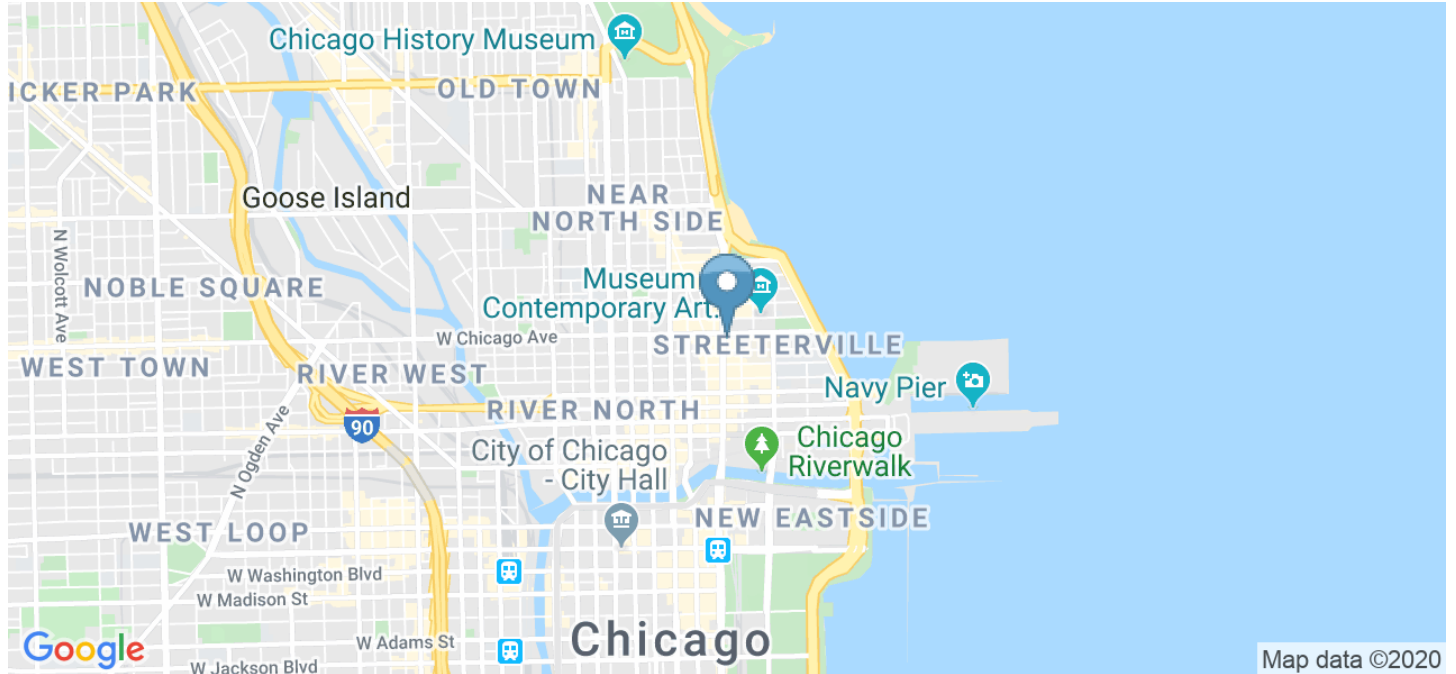 Chicago History Museum
ICKER PARK
OLD TOWN
Goose Island
NEAR
NORTH SIDE
N Wolcott Ave
NOBLE SQUARE
Museum
Contemporary Art.
W Chicago Ave
STREETERVILLE
WEST TOWN
RIVER WEST
Navy Pier
RIVER NORTH
90
N Ogden Ave
City of Chicago
- City Hall
Chicago
Riverwalk
WEST LOOP
NEW EASTSIDE
W Washington Blvd
W Madison St
W Adams St
Chicago
Google
W Jackson Blvd
Map data ©2020